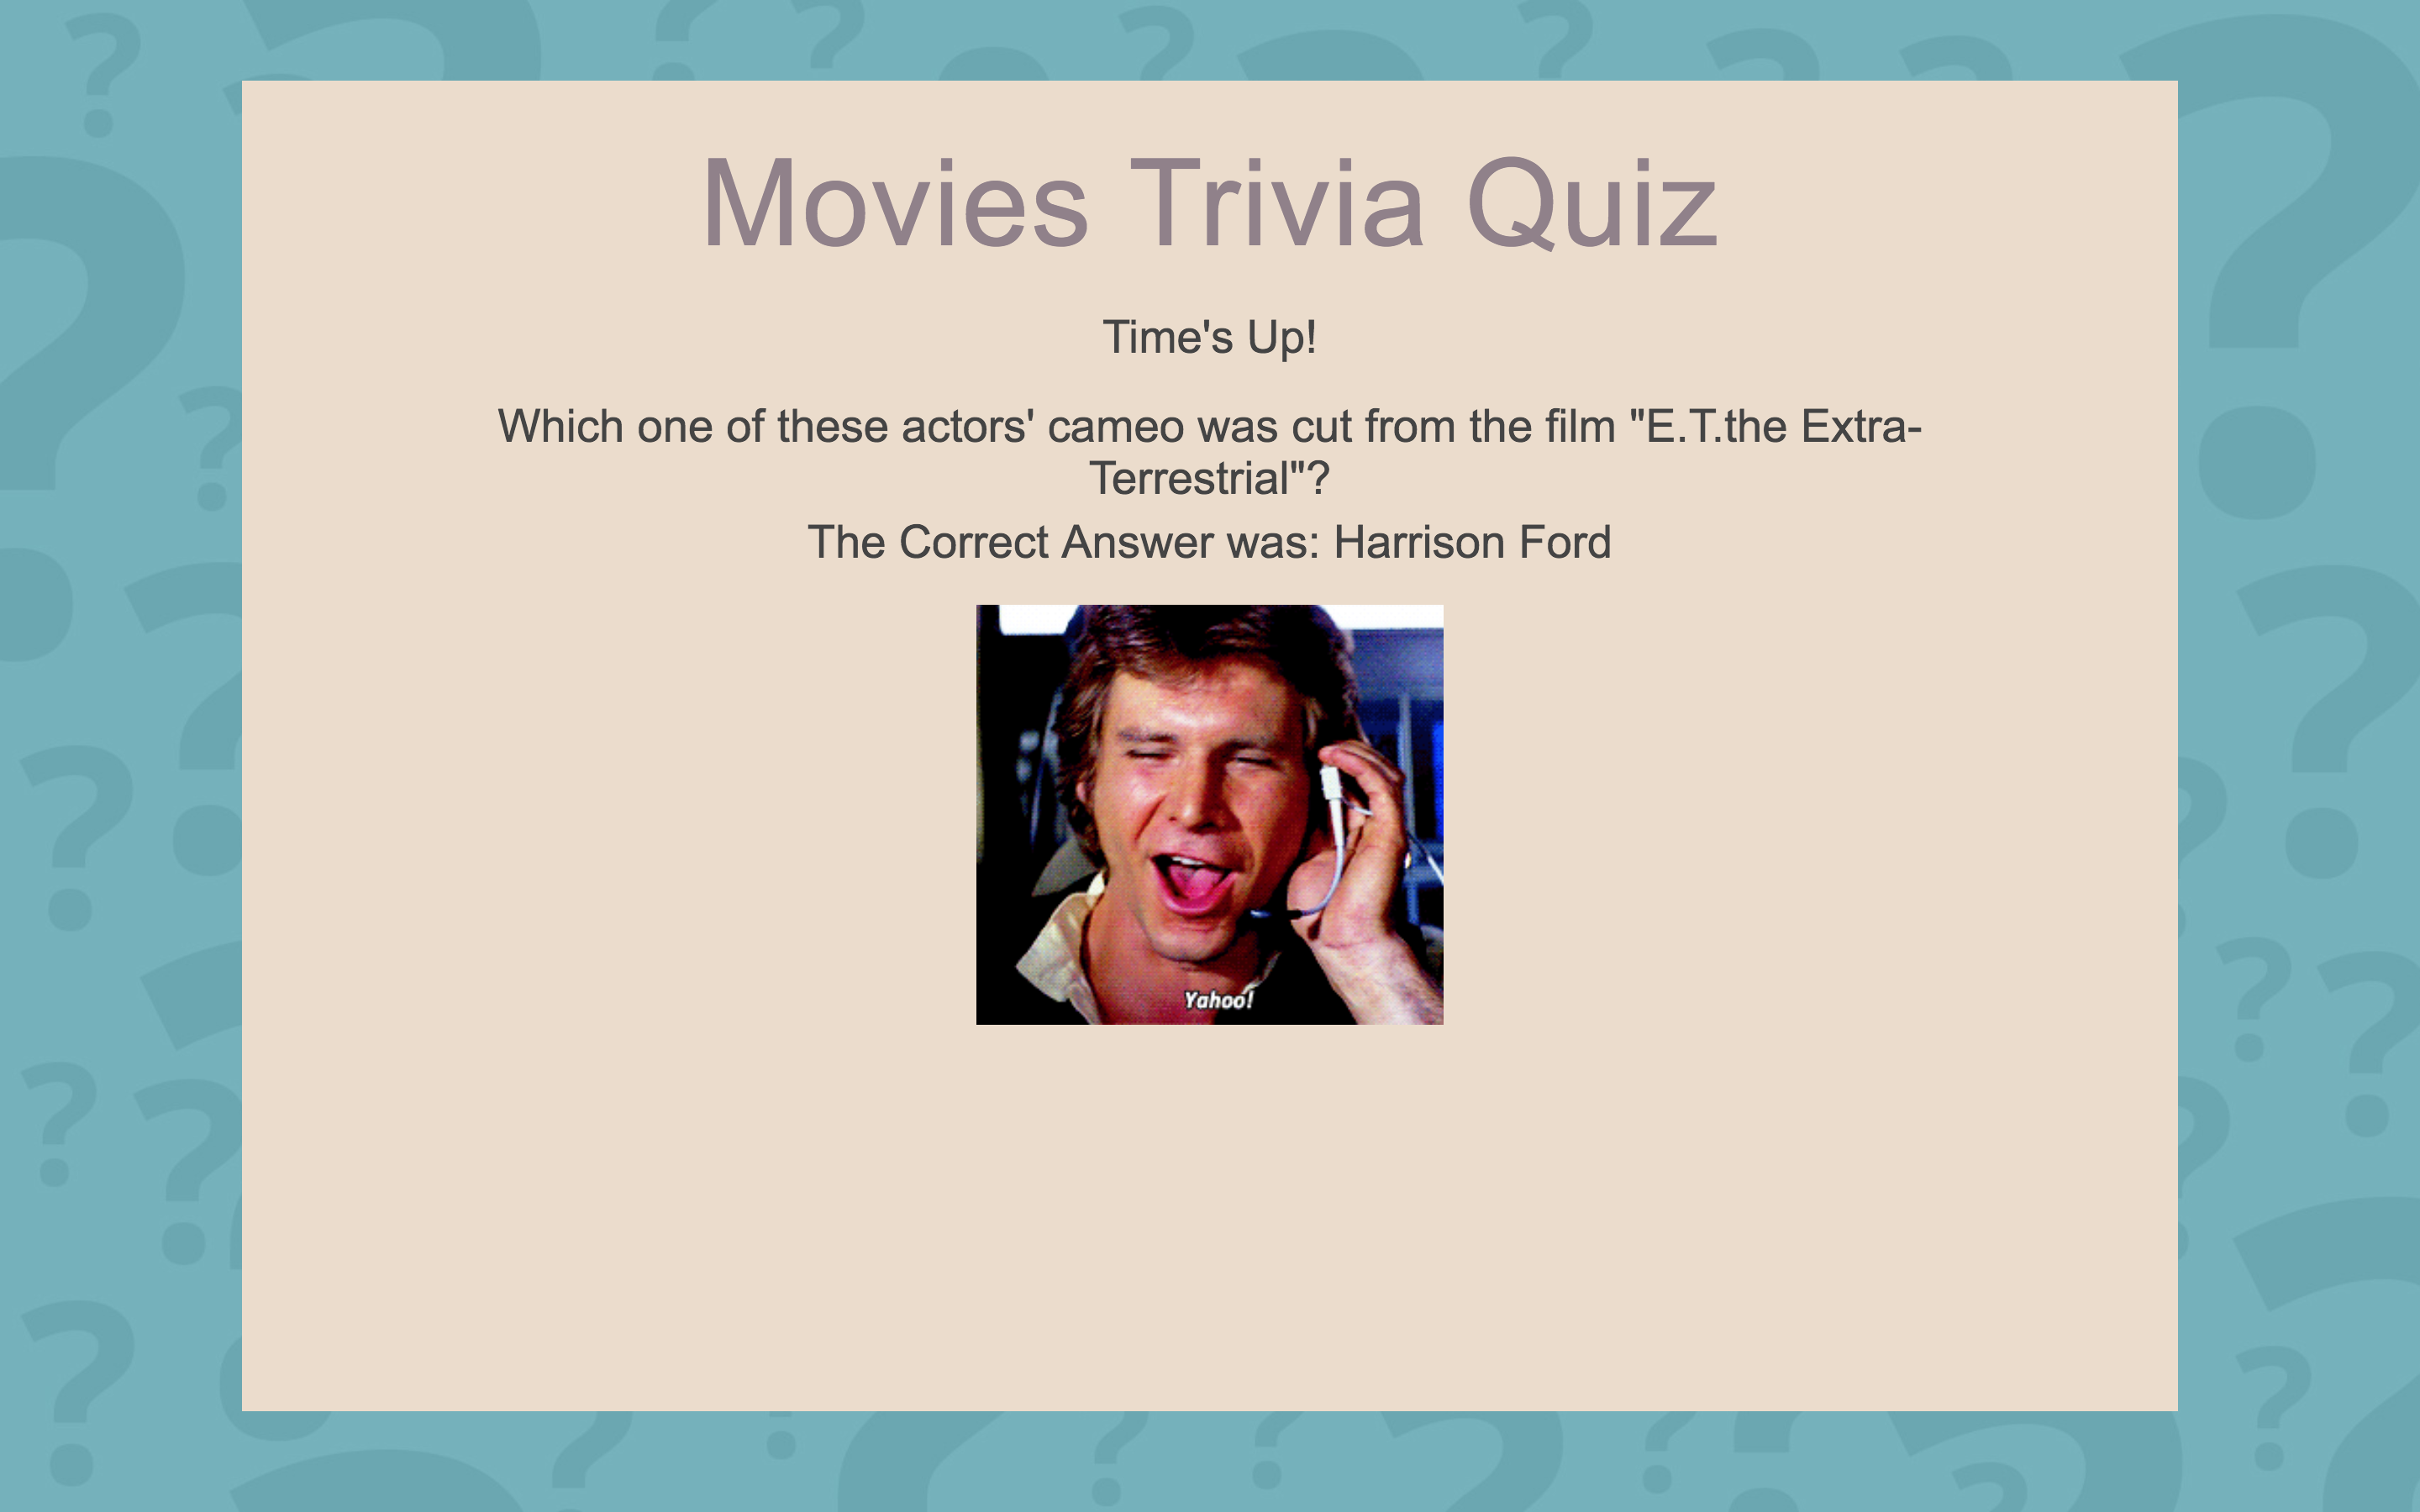 Movies Trivia Quiz
Time's Up!
Which one of these actors' cameo was cut from the film "E.T.the Extra-
Terrestrial"?
The Correct Answer was: Harrison Ford
Yahoo!